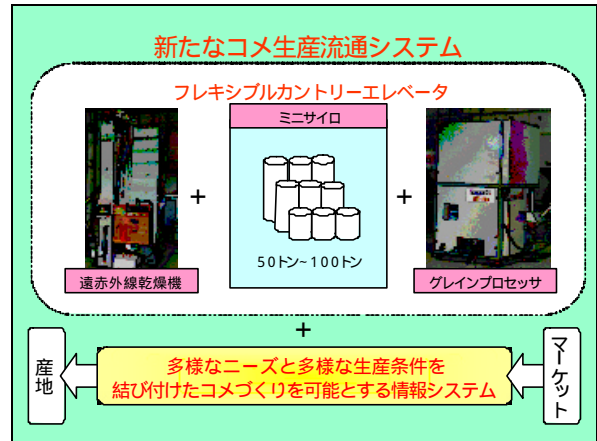 新たなコメ生産流通システム
フレキシブルカントリーエレベータ
ミニサイロ
+
+
50トン~100トン
遠赤外線乾燥機
グレインプロセッサ
+
産地
多様なニーズと多様な生産条件を
結び付けたコメづくりを可能とする情報システム
マーケット